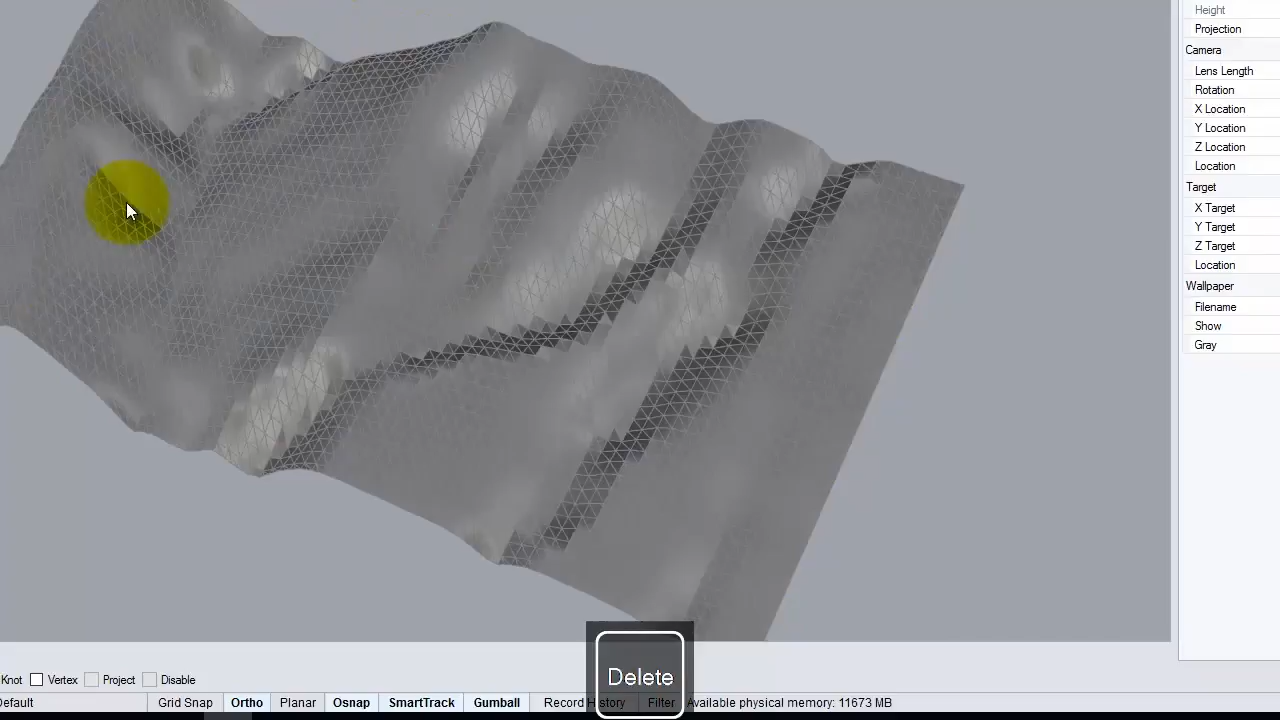 Height
Projection
Camera
Lens Length
Rotation
X Location
Y Location
Z Location
Location
Target
X Target
Y Target
Z Target
Location
Wallpaper
Filename
Show
Gray
Delete
Knot Vertex Project Disable
Default Grid Snap Ortho Planar Osnap SmartTrack Gumball Record History Filter Available physical memory: 11673 MB